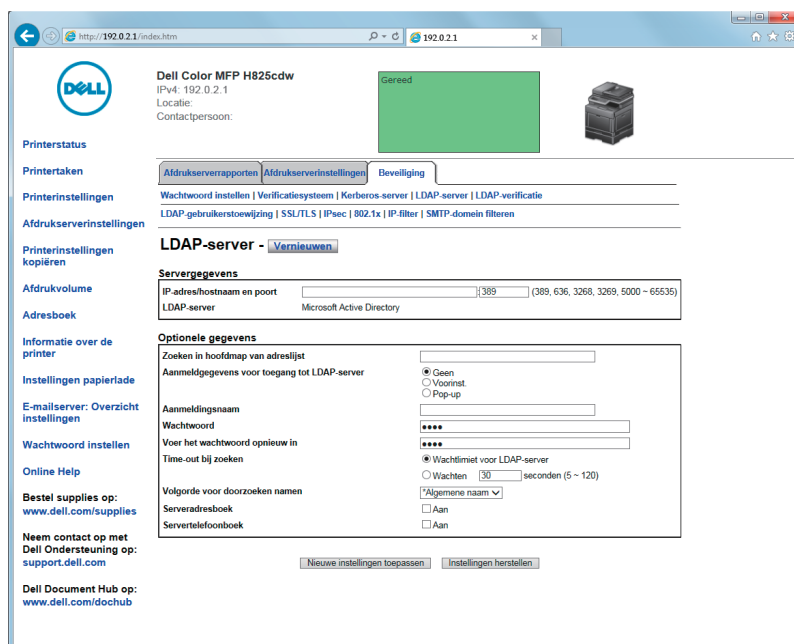 http://192.0.2.1/index.htm
192.0.2.1
DELL
Dell Color MFP H825cdw
IPv4: 192.0.2.1
Locatie:
Contactpersoon:
Gereed
Printerstatus
Printertaken
Printerinstellingen
Afdrukserverinstellingen
Printerinstellingen
kopiëren
Afdrukvolume
Adresboek
Informatie over de
printer
Instellingen papierlade
E-mailserver: Overzicht
instellingen
Wachtwoord instellen
Online Help
Bestel supplies op:
www.dell.com/supplies
Neem contact op met
Dell Ondersteuning op:
support.dell.com
Dell Document Hub op:
www.dell.com/dochub
Afdrukserverrapporten Afdrukserverinstellingen Beveiliging
Wachtwoord instellen | Verificatiesysteem | Kerberos-server | LDAP-server | LDAP-verificatie
LDAP-gebruikerstoewijzing | SSL/TLS | IPsec | 802.1x | IP-filter | SMTP-domein filteren
LDAP-server - Vernieuwen
Servergegevens
IP-adres/hostnaam en poort :389 (389, 636, 3268, 3269, 5000 ~ 65535)
LDAP-server Microsoft Active Directory
Optionele gegevens
Zoeken in hoofdmap van adreslijst
Aanmeldgegevens voor toegang tot LDAP-server Geen
Voorinst.
Pop-up
Aanmeldingsnaam
Wachtwoord ••••
Voer het wachtwoord opnieuw in ••••
Time-out bij zoeken Wachtlimiet voor LDAP-server
Wachten 30 seconden (5 ~ 120)
Volgorde voor doorzoeken namen *Algemene naam
Serveradresboek Aan
Servertelefoonboek Aan
Nieuwe instellingen toepassen Instellingen herstellen